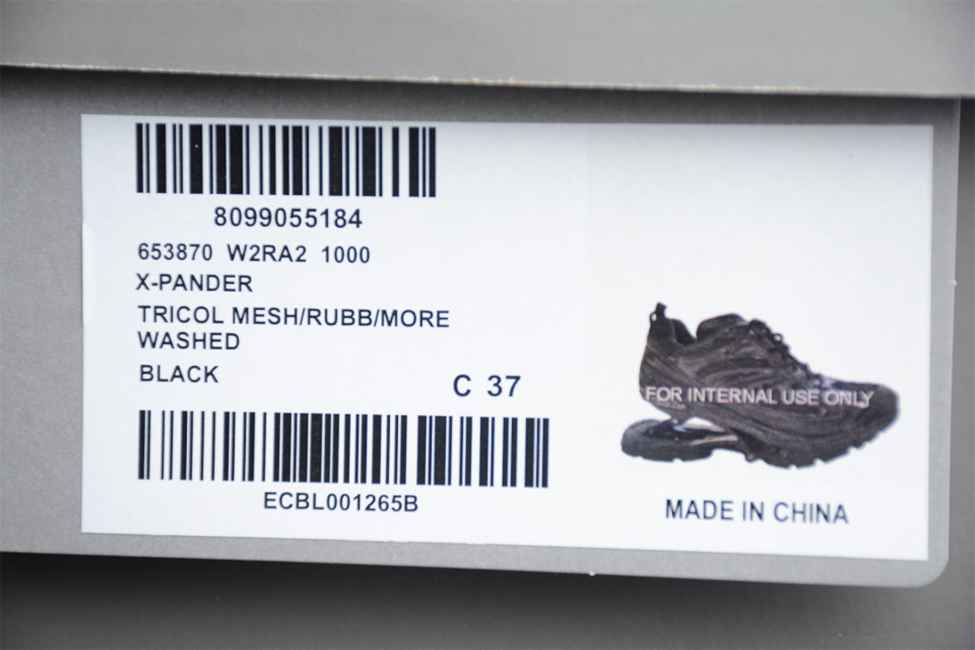 8099055184
653870 W2RA2 1000
X-PANDER
TRICOL MESH/RUBB/MORE
WASHED
BLACK
C 37
ECBL001265B
FOR INTERNAL USE ONLY
MADE IN CHINA